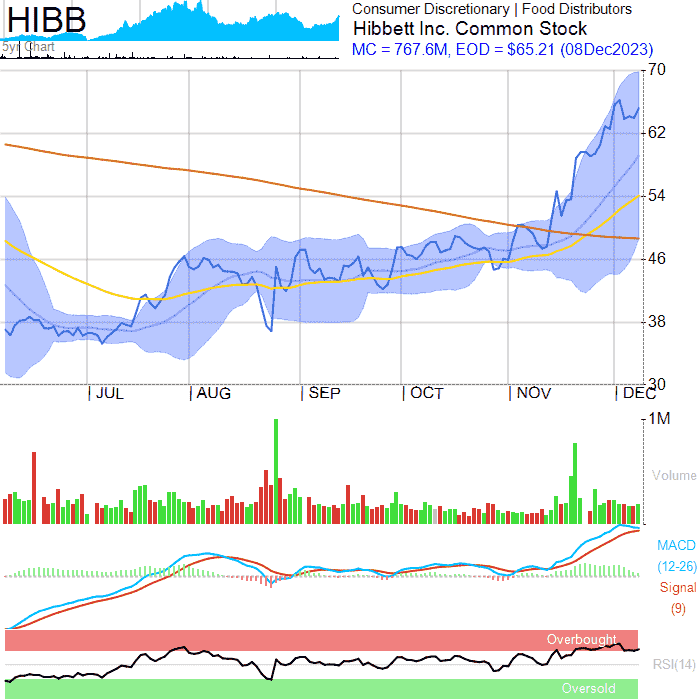 HIBB
5yr Chart
Consumer Discretionary | Food Distributors
Hibbett Inc. Common Stock
MC = 767.6M, EOD = $65.21 (08Dec2023)
70
62
54
46
38
30
JUL AUG SEP OCT NOV DEC
1M
Volume
MACD
(12-26)
Signal
(9)
Overbought
RSI(14)
Oversold